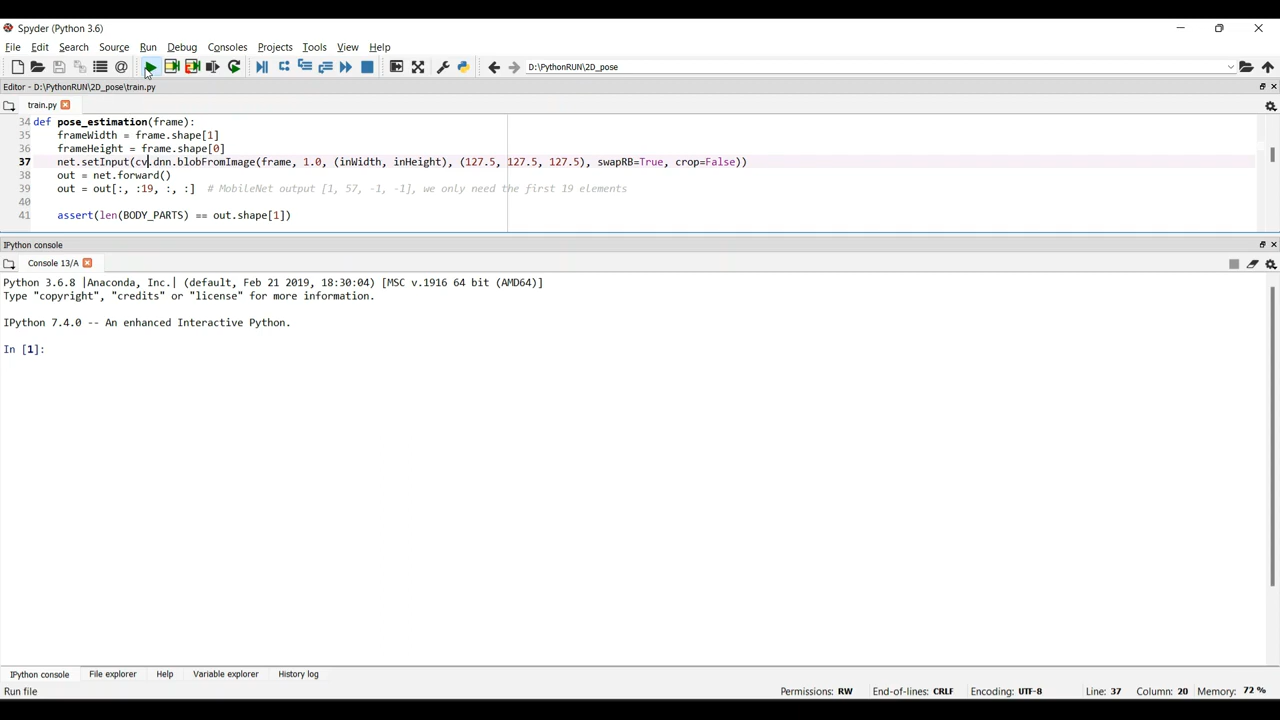 Spyder (Python 3.6)
File Edit Search Source Run Debug Consoles Projects Tools View Help
D:\PythonRUN\2D_pose
Editor - D:\PythonRUN\2D_pose\train.py
train.py
34 def pose_estimation(frame):
35 frameWidth = frame.shape[1]
36 frameHeight = frame.shape[0]
37 net.setInput(cv.dnn.blobFromImage(frame, 1.0, (inWidth, inHeight), (127.5, 127.5, 127.5), swapRB=True, crop=False))
38 out = net.forward()
39 out = out[:, :19, :, :] # MobileNet output [1, 57, -1, -1], we only need the first 19 elements
40
41 assert(len(BODY_PARTS) == out.shape[1])
IPython console
Console 13/A
Python 3.6.8 |Anaconda, Inc.| (default, Feb 21 2019, 18:30:04) [MSC v.1916 64 bit (AMD64)]
Type "copyright", "credits" or "license" for more information.
IPython 7.4.0 -- An enhanced Interactive Python.
In [1]:
IPython console File explorer Help Variable explorer History log
Run file Permissions: RW End-of-lines: CRLF Encoding: UTF-8 Line: 37 Column: 20 Memory: 72 %